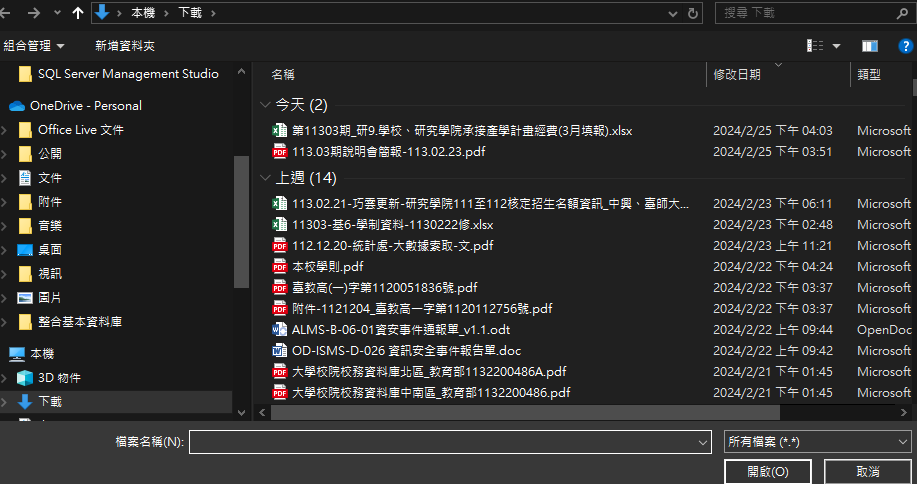 本機 > 下載 >
搜尋 下載
組合管理 新增資料夾
SQL Server Management Studio
OneDrive - Personal
Office Live 文件
公開
文件
附件
音樂
桌面
視訊
圖片
整合基本資料庫
本機
3D 物件
下載
名稱 修改日期 類型
今天 (2)
第11303期_研9.學校、研究學院承接產學計畫經費(3月填報).xlsx 2024/2/25 下午 04:03 Microsoft
113.03期說明會簡報-113.02.23.pdf 2024/2/25 下午 03:51 Microsoft
上週 (14)
113.02.21-巧雲更新-研究學院111至112核定招生名額資訊_中興、臺師大... 2024/2/23 下午 06:11 Microsoft
11303-基6-學制資料-1130222修.xlsx 2024/2/23 下午 02:48 Microsoft
112.12.20-統計處-大數據索取-文.pdf 2024/2/23 上午 11:21 Microsoft
本校學則.pdf 2024/2/22 下午 04:24 Microsoft
臺教高(一)字第1120051836號.pdf 2024/2/22 下午 03:37 Microsoft
附件-1121204_臺教高一字第1120112756號.pdf 2024/2/22 下午 03:37 Microsoft
ALMS-B-06-01資安事件通報單_v1.1.odt 2024/2/22 上午 09:44 OpenDoc
OD-ISMS-D-026 資訊安全事件報告單.doc 2024/2/22 上午 09:42 Microsoft
大學校院校務資料庫北區_教育部1132200486A.pdf 2024/2/21 下午 01:45 Microsoft
大學校院校務資料庫中南區_教育部1132200486.pdf 2024/2/21 下午 01:45 Microsoft
檔案名稱(N): 所有檔案 (*.*)
開啟(O) 取消